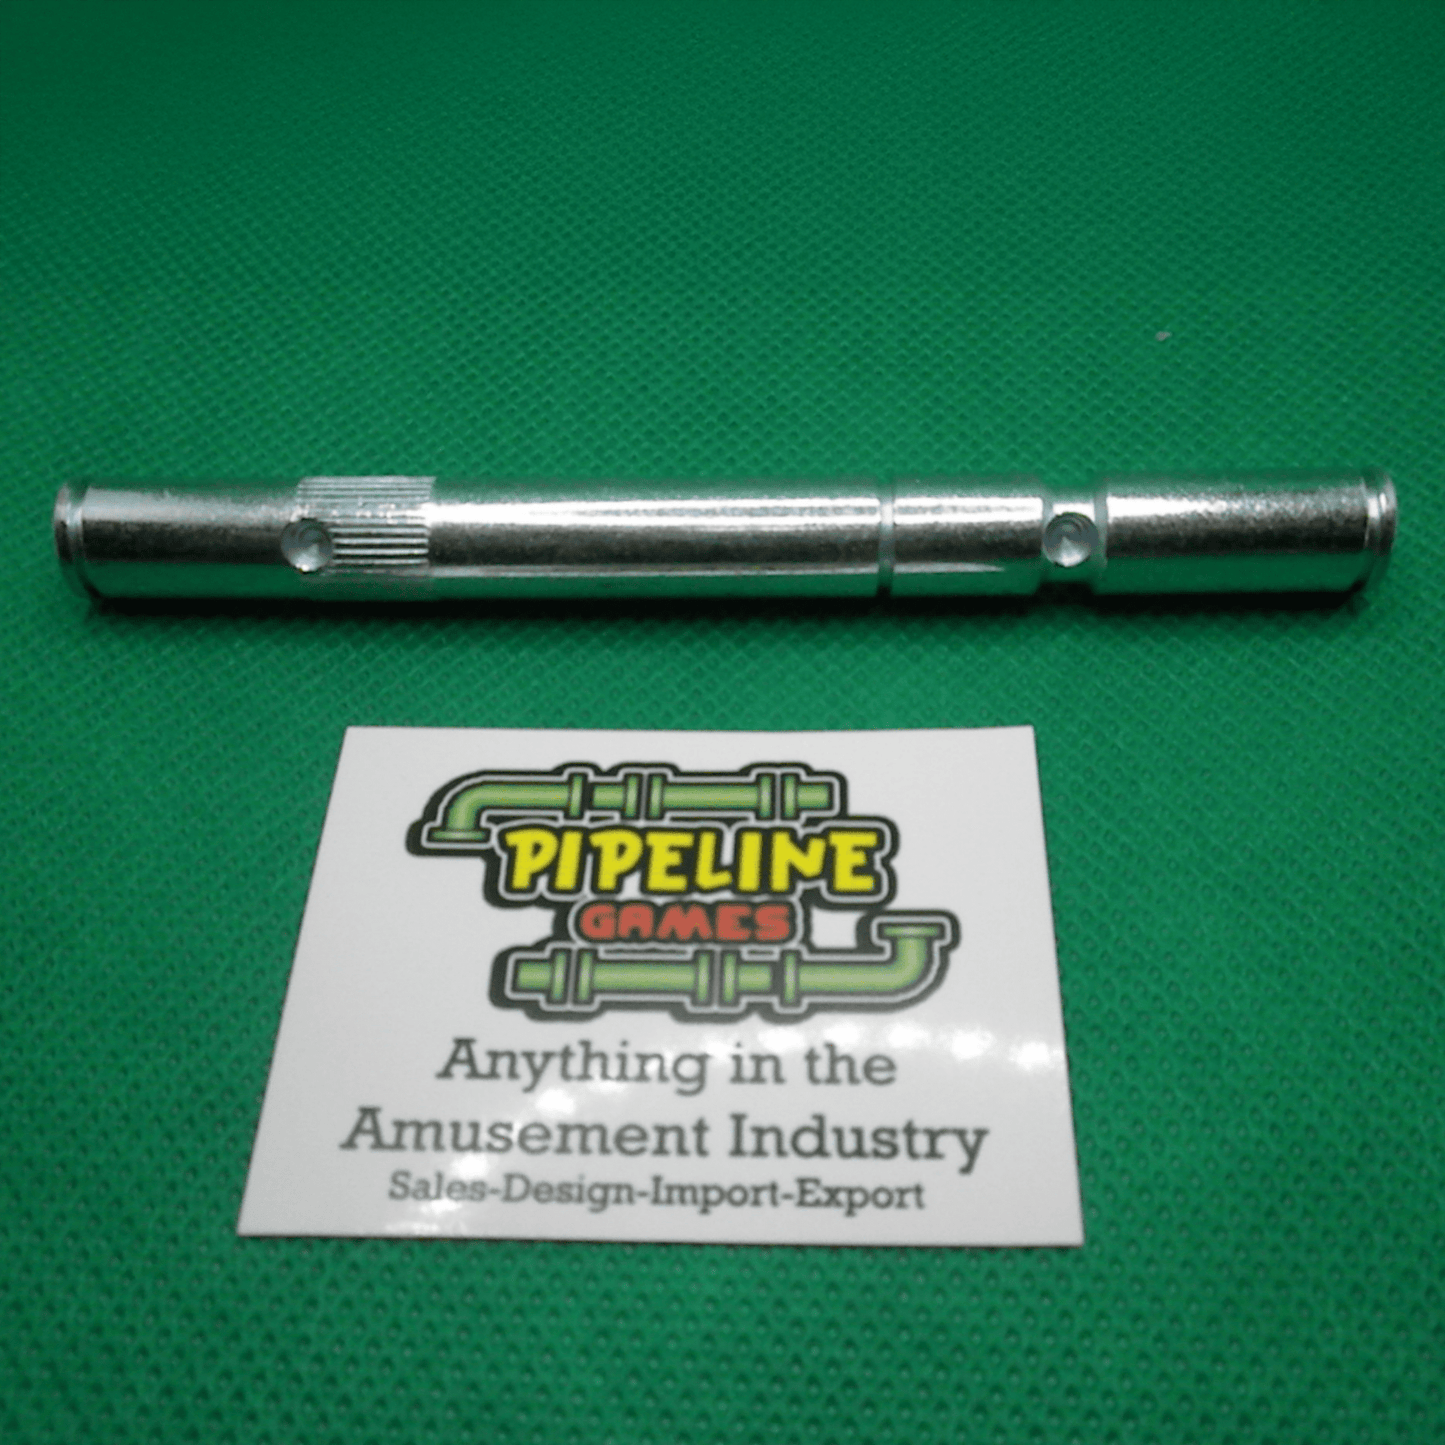 PIPELINE
GAMES
Anything in the
Amusement Industry
Sales-Design-Import-Export